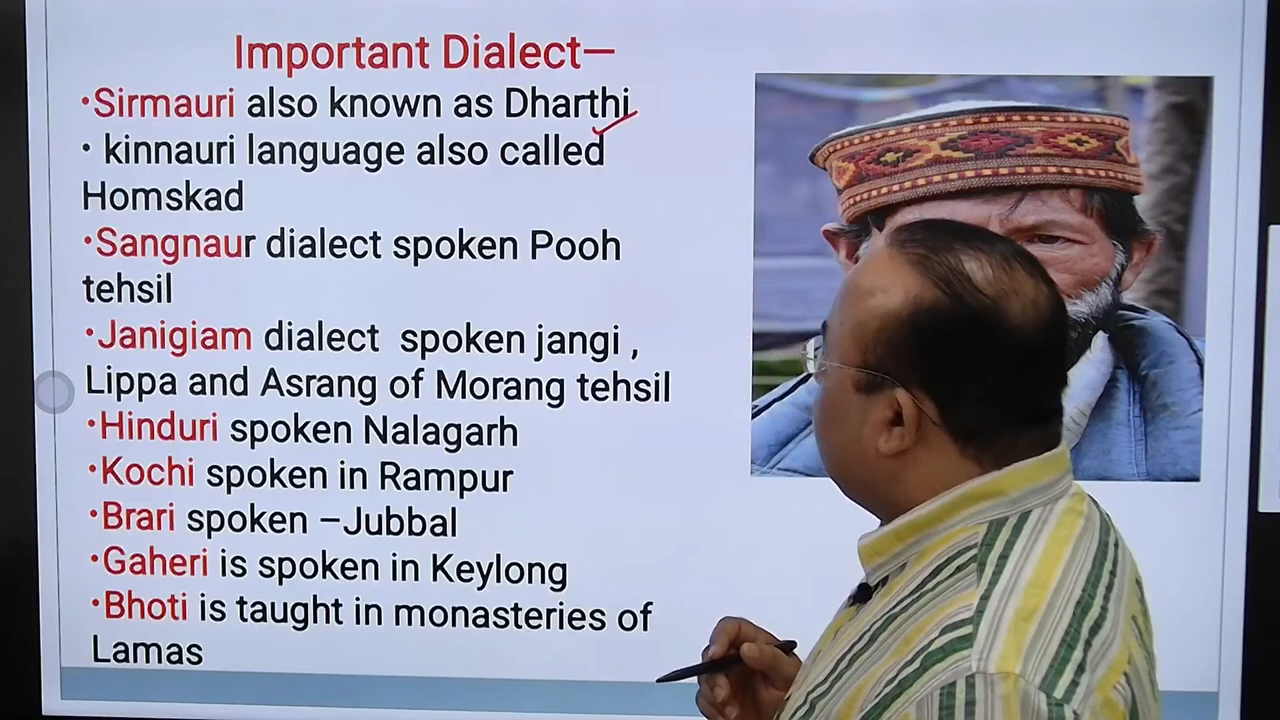 Important Dialect—
•Sirmauri also known as Dharthi
• kinnauri language also called
Homskad
•Sangnaur dialect spoken Pooh
tehsil
•Janigiam dialect spoken jangi ,
Lippa and Asrang of Morang tehsil
•Hinduri spoken Nalagarh
•Kochi spoken in Rampur
•Brari spoken –Jubbal
•Gaheri is spoken in Keylong
•Bhoti is taught in monasteries of
Lamas